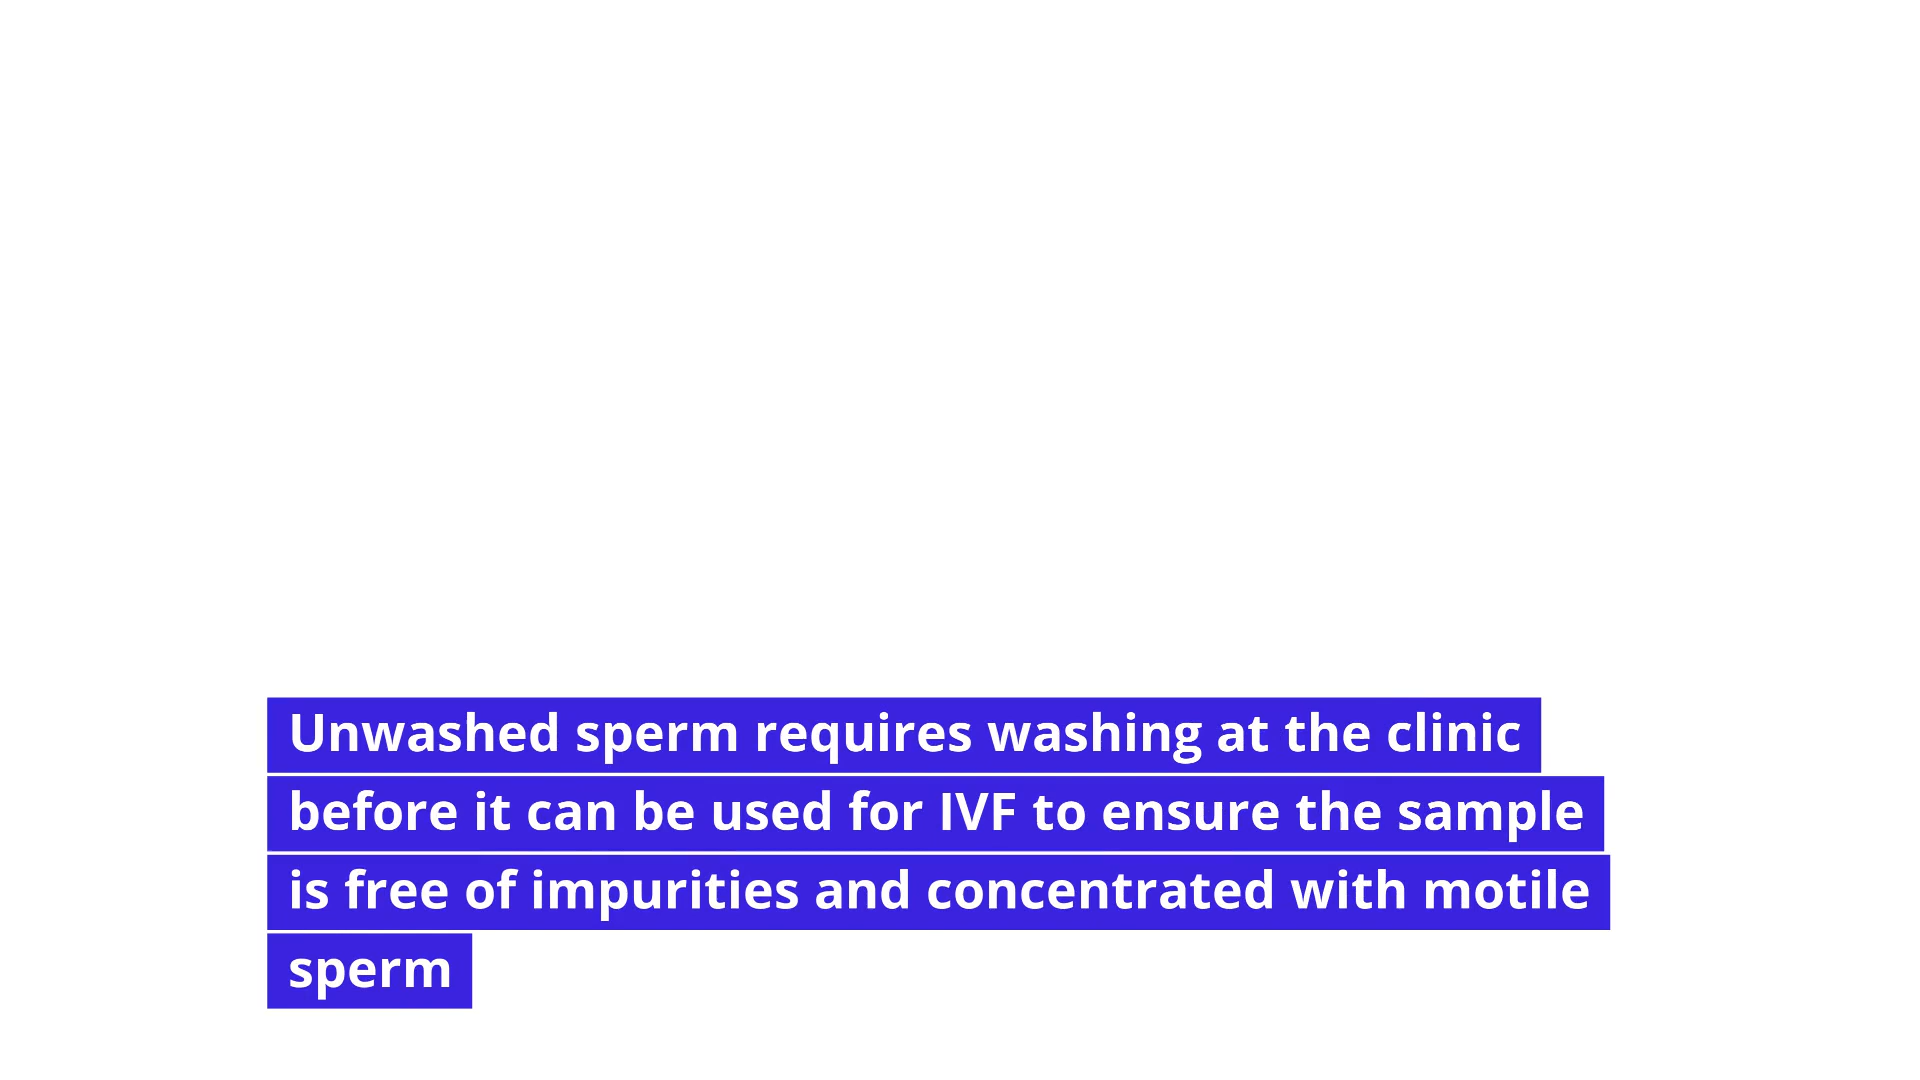 Unwashed sperm requires washing at the clinic
before it can be used for IVF to ensure the sample
is free of impurities and concentrated with motile
sperm